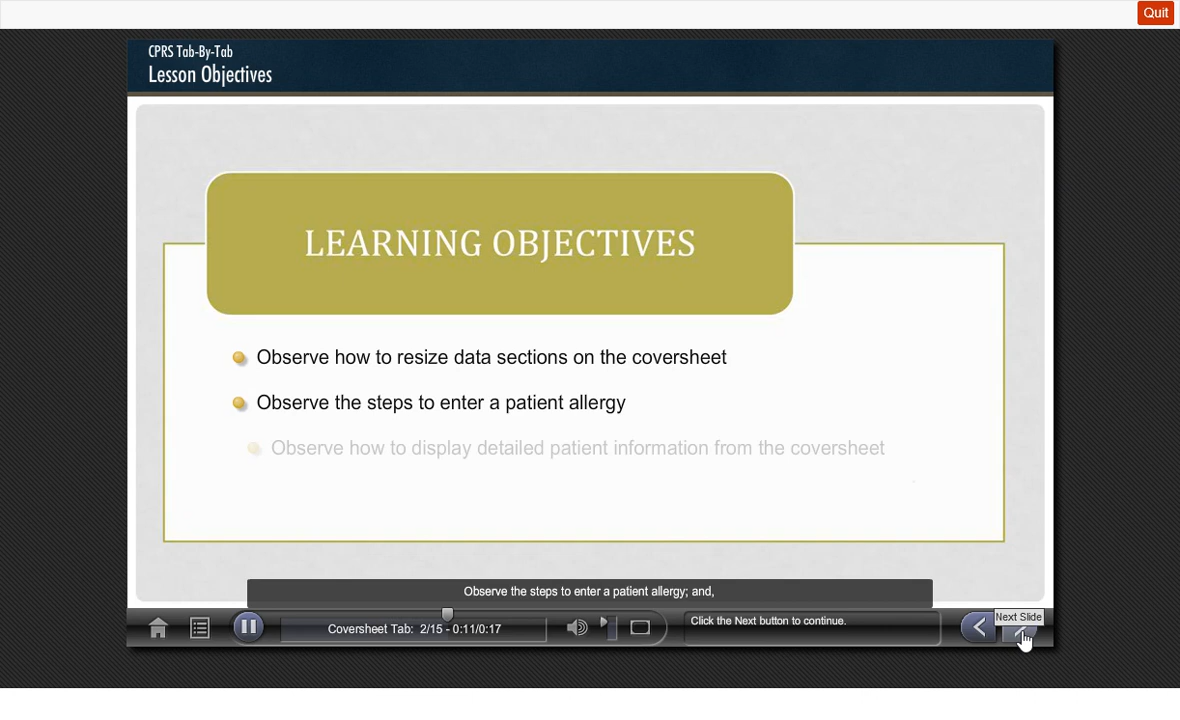 Quit
CPRS Tab-By-Tab
Lesson Objectives
LEARNING OBJECTIVES
Observe how to resize data sections on the coversheet
Observe the steps to enter a patient allergy
Observe how to display detailed patient information from the coversheet
Observe the steps to enter a patient allergy; and,
Coversheet Tab: 2/15 - 0:11/0:17
Click the Next button to continue.
Next Slide